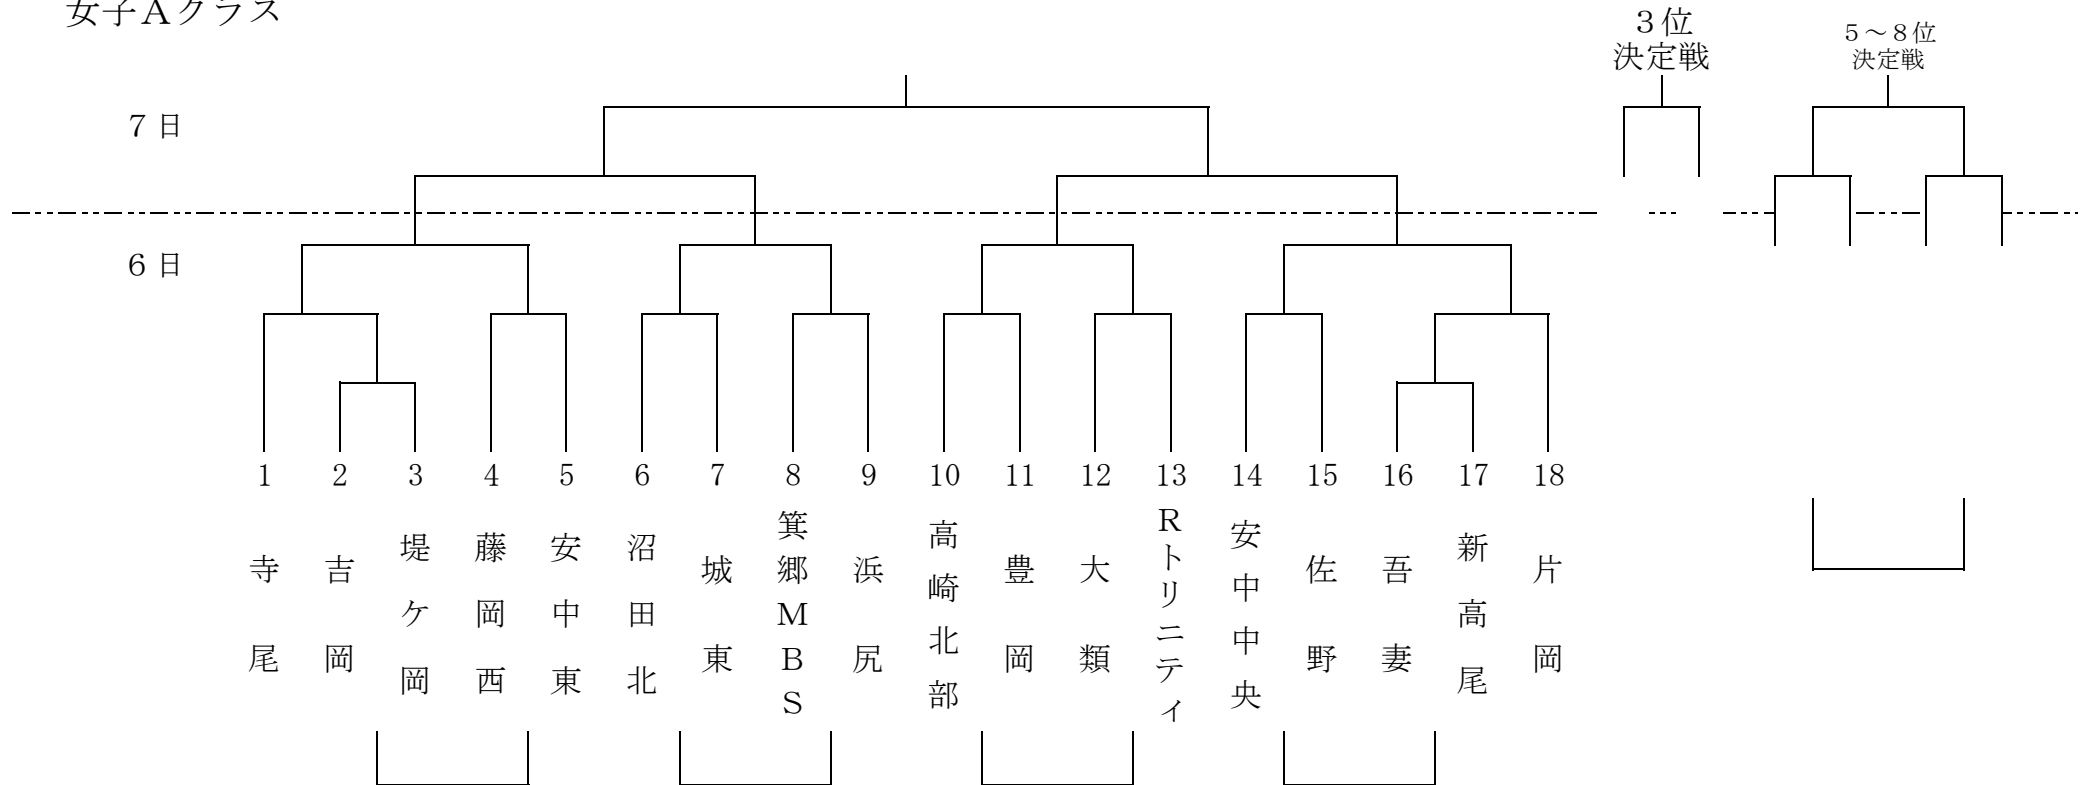 女子Aクラス
3位
決定戦
5～8位
決定戦
7日
6日
1 2 3 4 5 6 7 8 9 10 11 12 13 14 15 16 17 18
寺尾
吉岡
堤ケ岡
藤岡西
安中東
沼田北
城東
箕郷MBS
浜尻
高崎北部
豊岡
大類
Rトリニティ
安中中央
佐野
吾妻
新高尾
片岡